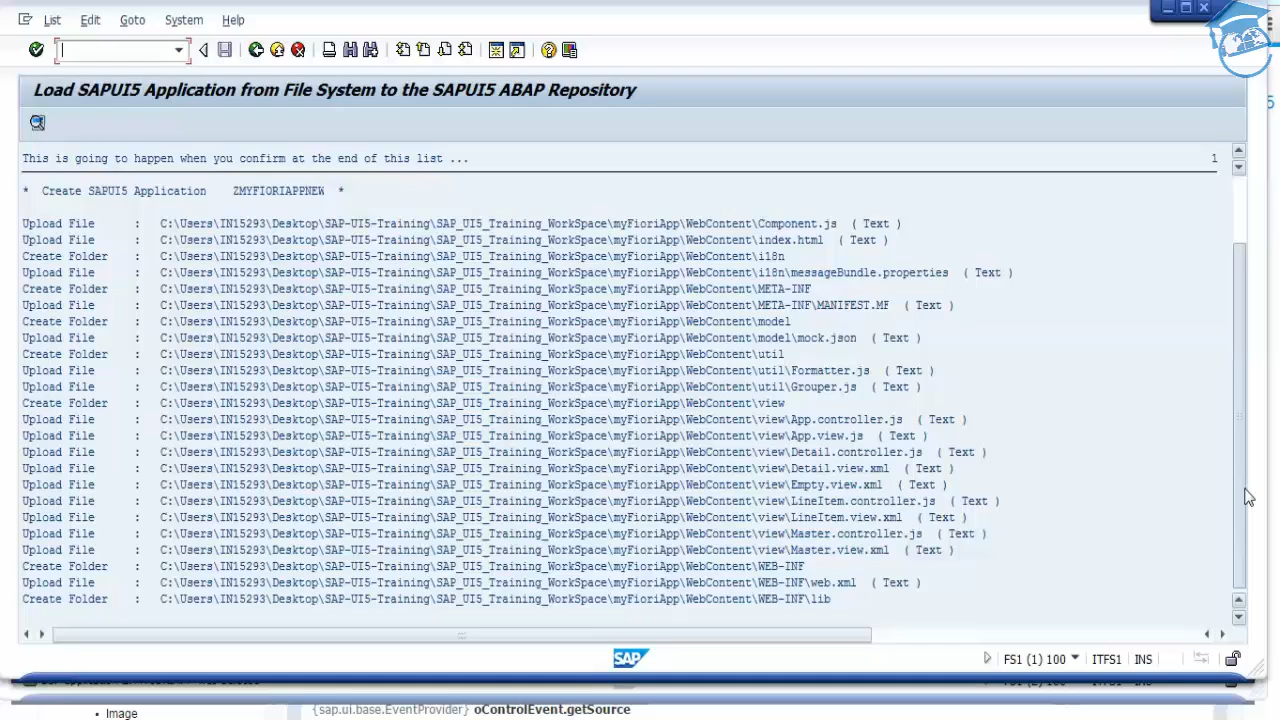 List Edit Goto System Help
Load SAPUI5 Application from File System to the SAPUI5 ABAP Repository
This is going to happen when you confirm at the end of this list ... 1
* Create SAPUI5 Application ZMYFIORIAPPNEW *
Upload File : C:\Users\IN15293\Desktop\SAP-UI5-Training\SAP_UI5_Training_WorkSpace\myFioriApp\WebContent\Component.js ( Text )
Upload File : C:\Users\IN15293\Desktop\SAP-UI5-Training\SAP_UI5_Training_WorkSpace\myFioriApp\WebContent\index.html ( Text )
Create Folder : C:\Users\IN15293\Desktop\SAP-UI5-Training\SAP_UI5_Training_WorkSpace\myFioriApp\WebContent\i18n
Upload File : C:\Users\IN15293\Desktop\SAP-UI5-Training\SAP_UI5_Training_WorkSpace\myFioriApp\WebContent\i18n\messageBundle.properties ( Text )
Create Folder : C:\Users\IN15293\Desktop\SAP-UI5-Training\SAP_UI5_Training_WorkSpace\myFioriApp\WebContent\META-INF
Upload File : C:\Users\IN15293\Desktop\SAP-UI5-Training\SAP_UI5_Training_WorkSpace\myFioriApp\WebContent\META-INF\MANIFEST.MF ( Text )
Create Folder : C:\Users\IN15293\Desktop\SAP-UI5-Training\SAP_UI5_Training_WorkSpace\myFioriApp\WebContent\model
Upload File : C:\Users\IN15293\Desktop\SAP-UI5-Training\SAP_UI5_Training_WorkSpace\myFioriApp\WebContent\model\mock.json ( Text )
Create Folder : C:\Users\IN15293\Desktop\SAP-UI5-Training\SAP_UI5_Training_WorkSpace\myFioriApp\WebContent\util
Upload File : C:\Users\IN15293\Desktop\SAP-UI5-Training\SAP_UI5_Training_WorkSpace\myFioriApp\WebContent\util\Formatter.js ( Text )
Upload File : C:\Users\IN15293\Desktop\SAP-UI5-Training\SAP_UI5_Training_WorkSpace\myFioriApp\WebContent\util\Grouper.js ( Text )
Create Folder : C:\Users\IN15293\Desktop\SAP-UI5-Training\SAP_UI5_Training_WorkSpace\myFioriApp\WebContent\view
Upload File : C:\Users\IN15293\Desktop\SAP-UI5-Training\SAP_UI5_Training_WorkSpace\myFioriApp\WebContent\view\App.controller.js ( Text )
Upload File : C:\Users\IN15293\Desktop\SAP-UI5-Training\SAP_UI5_Training_WorkSpace\myFioriApp\WebContent\view\App.view.js ( Text )
Upload File : C:\Users\IN15293\Desktop\SAP-UI5-Training\SAP_UI5_Training_WorkSpace\myFioriApp\WebContent\view\Detail.controller.js ( Text )
Upload File : C:\Users\IN15293\Desktop\SAP-UI5-Training\SAP_UI5_Training_WorkSpace\myFioriApp\WebContent\view\Detail.view.xml ( Text )
Upload File : C:\Users\IN15293\Desktop\SAP-UI5-Training\SAP_UI5_Training_WorkSpace\myFioriApp\WebContent\view\Empty.view.xml ( Text )
Upload File : C:\Users\IN15293\Desktop\SAP-UI5-Training\SAP_UI5_Training_WorkSpace\myFioriApp\WebContent\view\LineItem.controller.js ( Text )
Upload File : C:\Users\IN15293\Desktop\SAP-UI5-Training\SAP_UI5_Training_WorkSpace\myFioriApp\WebContent\view\LineItem.view.xml ( Text )
Upload File : C:\Users\IN15293\Desktop\SAP-UI5-Training\SAP_UI5_Training_WorkSpace\myFioriApp\WebContent\view\Master.controller.js ( Text )
Upload File : C:\Users\IN15293\Desktop\SAP-UI5-Training\SAP_UI5_Training_WorkSpace\myFioriApp\WebContent\view\Master.view.xml ( Text )
Create Folder : C:\Users\IN15293\Desktop\SAP-UI5-Training\SAP_UI5_Training_WorkSpace\myFioriApp\WebContent\WEB-INF
Upload File : C:\Users\IN15293\Desktop\SAP-UI5-Training\SAP_UI5_Training_WorkSpace\myFioriApp\WebContent\WEB-INF\web.xml ( Text )
Create Folder : C:\Users\IN15293\Desktop\SAP-UI5-Training\SAP_UI5_Training_WorkSpace\myFioriApp\WebContent\WEB-INF\lib
SAP FS1 (1) 100 ITFS1 INS
• Image {sap.ui.base.EventProvider} oControlEvent.getSource